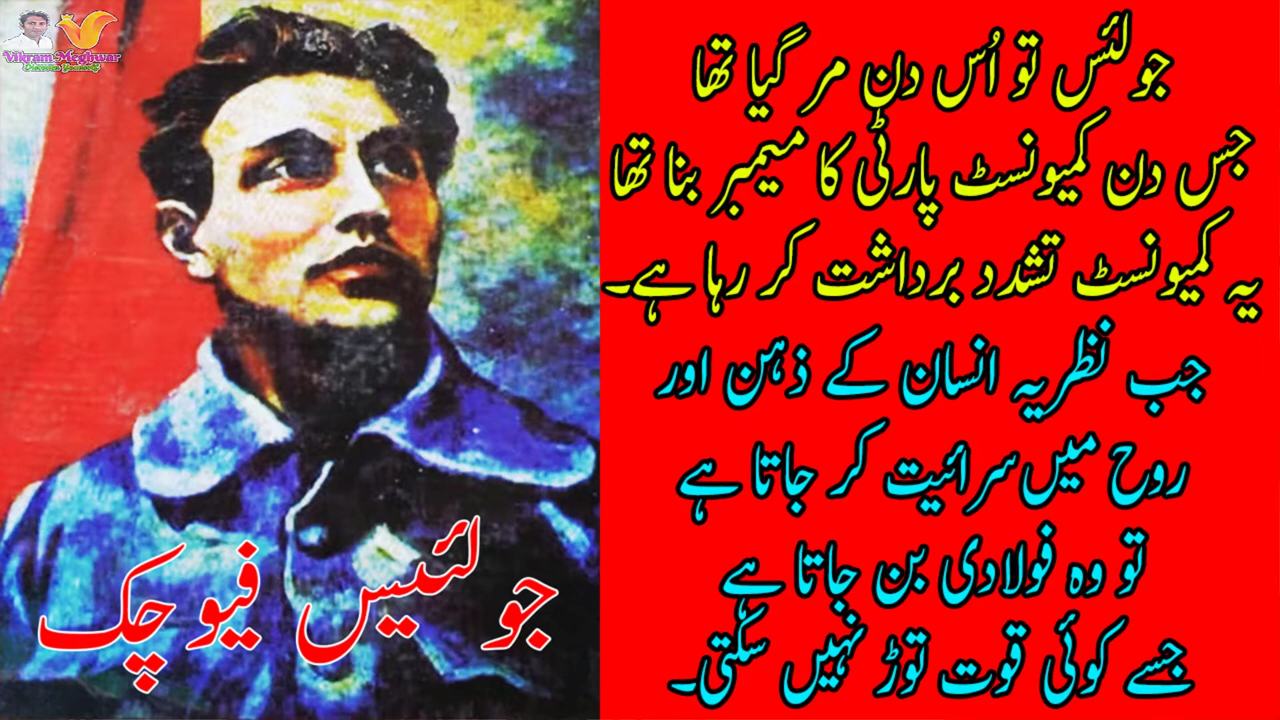 Vikram Meghwar
جولئس تو اُس دن مر گیا تھا
جس دن کمیونسٹ پارٹی کا میمبر بنا تھا
یہ کمیونسٹ تشدد برداشت کر رہا ہے۔
جب نظریہ انسان کے ذہن اور
روح میں سرائیت کر جاتا ہے
تو وہ فولادی بن جاتا ہے
جسے کوئی قوت توڑ نہیں سکتی۔
جولئیس فیوچک